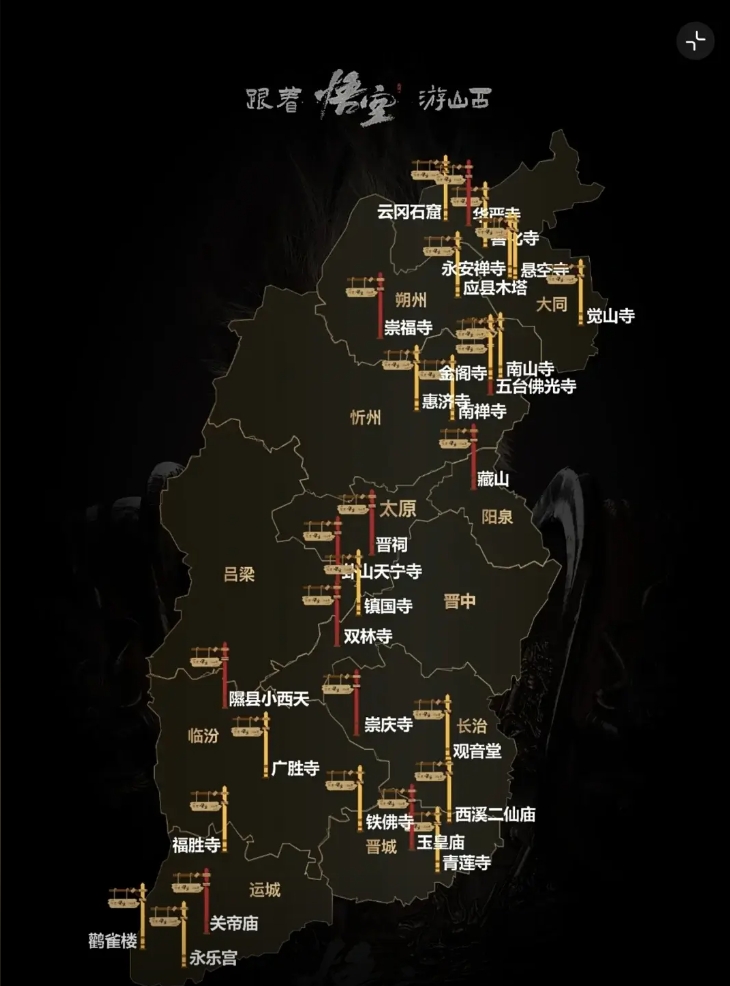 跟着悟空游山西
云冈石窟
华严寺
善化寺
永安禅寺
悬空寺
应县木塔
大同
朔州
觉山寺
崇福寺
金阁寺
南山寺
五台佛光寺
惠济寺
南禅寺
忻州
藏山
太原
阳泉
晋祠
卦山天宁寺
吕梁
镇国寺
晋中
双林寺
隰县小西天
崇庆寺
长治
临汾
观音堂
广胜寺
西溪二仙庙
铁佛寺
福胜寺
晋城
玉皇庙
青莲寺
运城
关帝庙
鹳雀楼
永乐宫